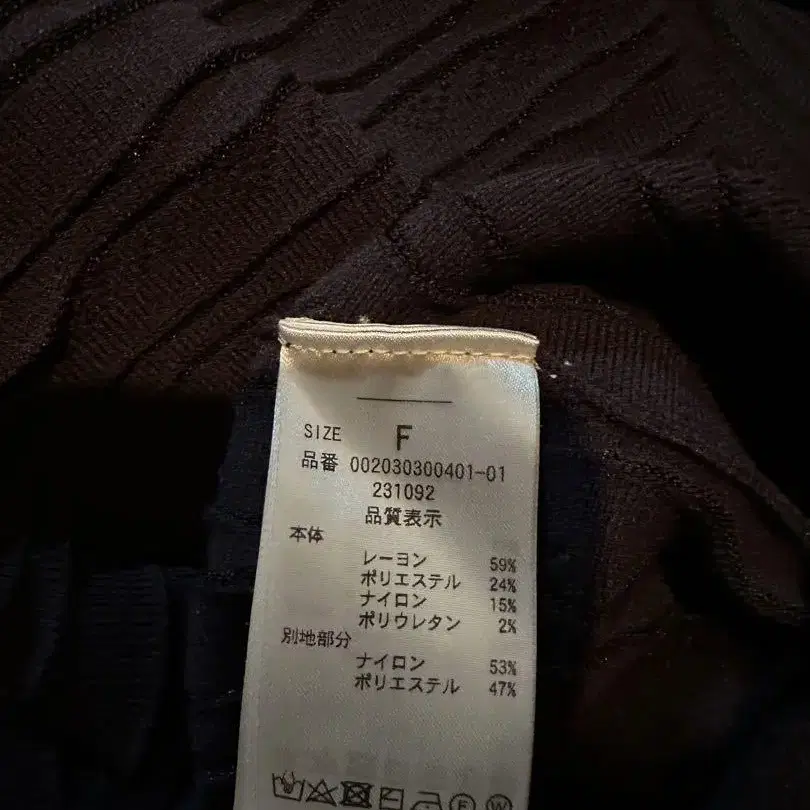 SIZE F
品番 002030300401-01
231092
品質表示
本体
レーヨン 59%
ポリエステル 24%
ナイロン 15%
ポリウレタン 2%
別地部分
ナイロン 53%
ポリエステル 47%
F W